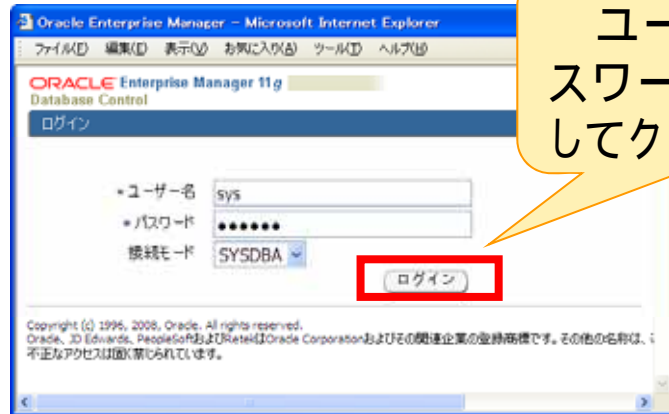 Oracle Enterprise Manager - Microsoft Internet Explorer
ファイル(F) 編集(E) 表示(V) お気に入り(A) ツール(T) ヘルプ(H)
ORACLE Enterprise Manager 11g
Database Control
ログイン
* ユーザー名 sys
* パスワード ●●●●●●
接続モード SYSDBA
ログイン
Copyright (c) 1996, 2008, Oracle. All rights reserved.
Oracle、JD Edwards、PeopleSoftおよびRetekはOracle Corporationおよびその関連企業の登録商標です。その他の名称は、
不正なアクセスは固く禁じられています。
ユー
スワー
してク